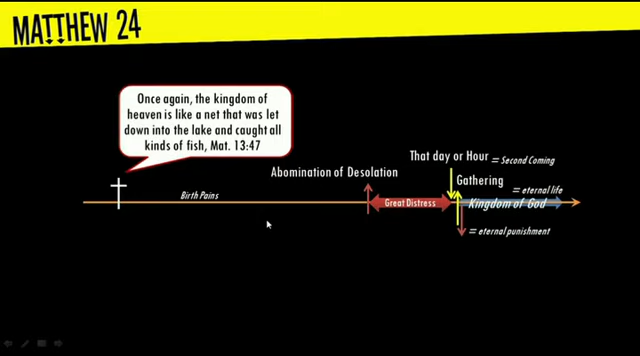 MATTHEW 24
Once again, the kingdom of
heaven is like a net that was let
down into the lake and caught all
kinds of fish, Mat. 13:47
That day or Hour = Second Coming
Abomination of Desolation
Gathering
= eternal life
Birth Pains
Great Distress
Kingdom of God
= eternal punishment